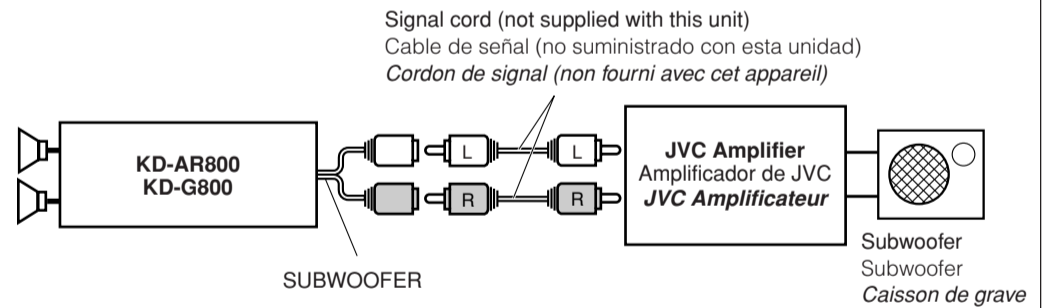 Signal cord (not supplied with this unit)
Cable de señal (no suministrado con esta unidad)
Cordon de signal (non fourni avec cet appareil)
KD-AR800
KD-G800
L
L
R
R
JVC Amplifier
Amplificador de JVC
JVC Amplificateur
SUBWOOFER
Subwoofer
Subwoofer
Caisson de grave